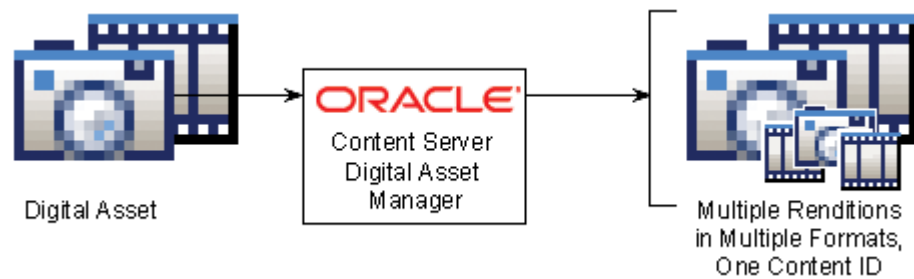 Digital Asset
ORACLE
Content Server
Digital Asset
Manager
Multiple Renditions
in Multiple Formats,
One Content ID